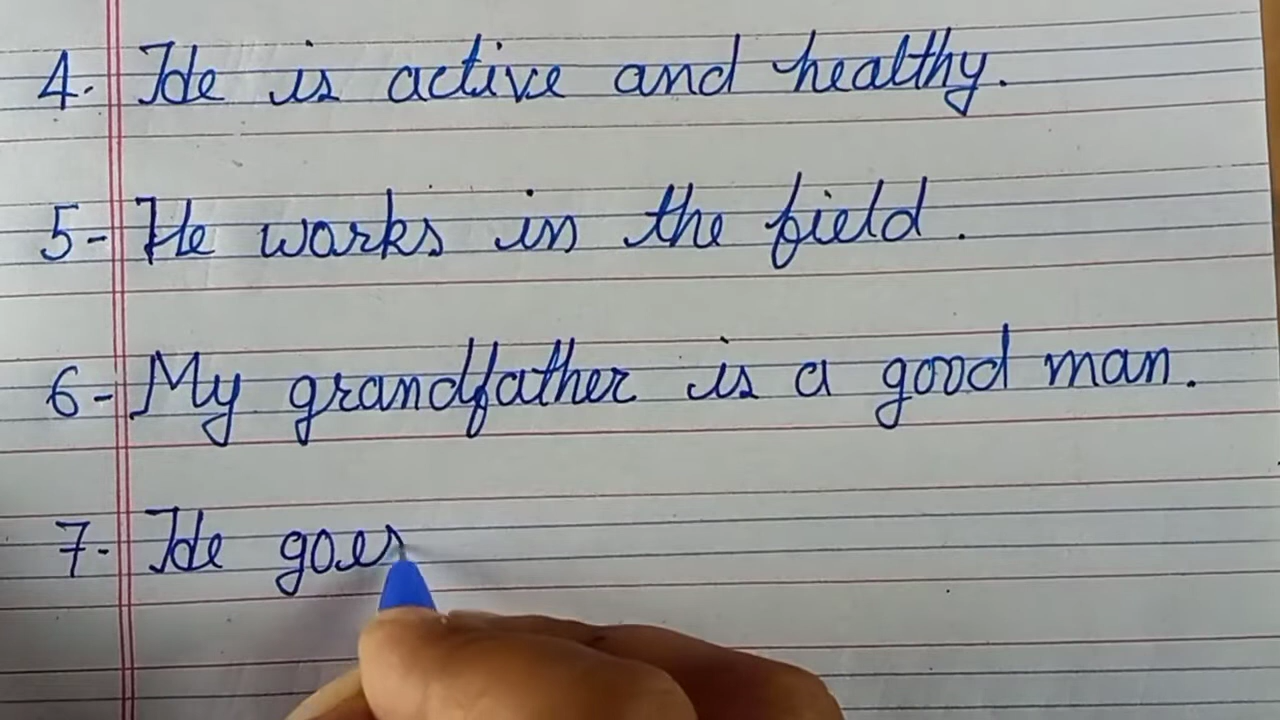 4. He is active and healthy.
5- He works in the field.
6- My grandfather is a good man.
7. He goes